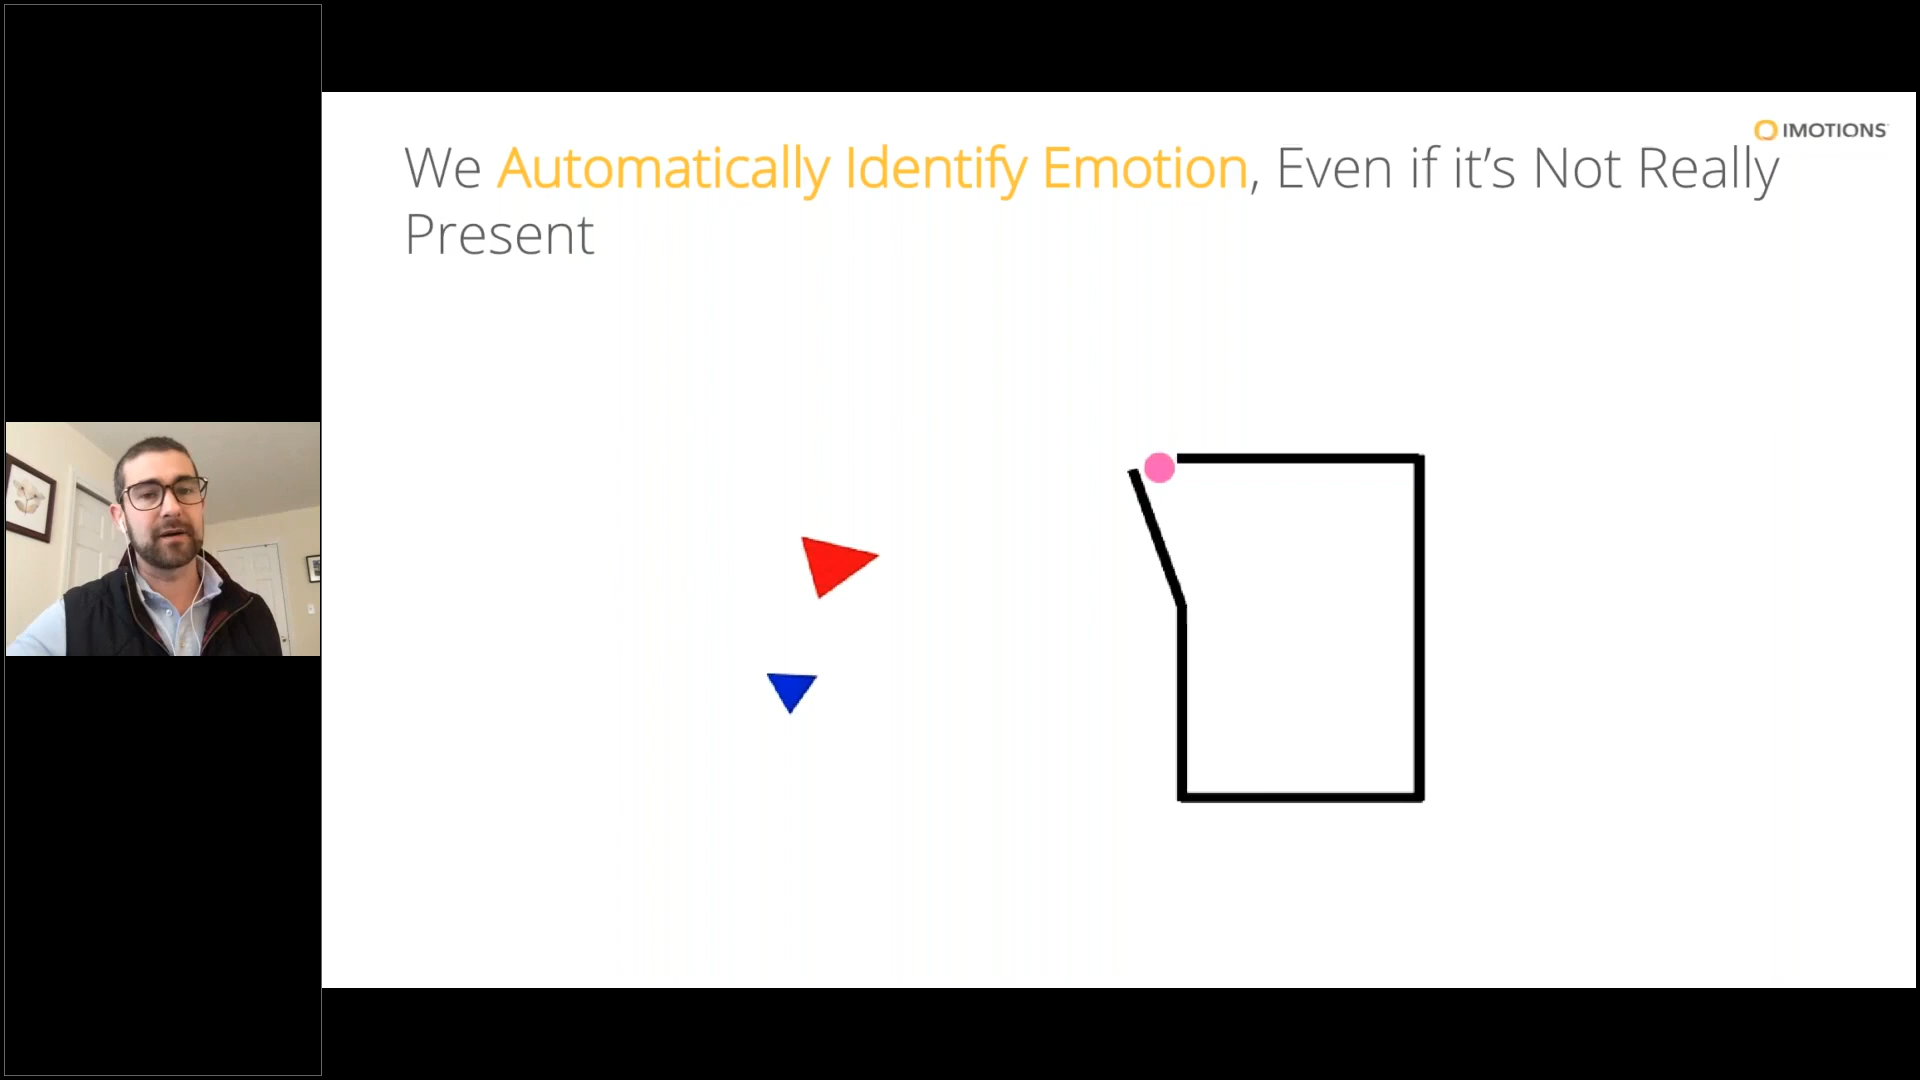 IMOTIONS
We Automatically Identify Emotion, Even if it's Not Really
Present